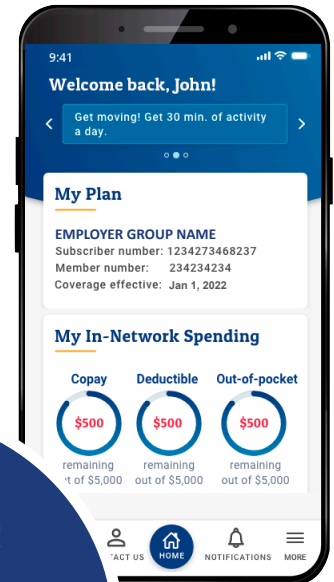 9:41
Welcome back, John!
Get moving! Get 30 min. of activity
a day.
My Plan
EMPLOYER GROUP NAME
Subscriber number: 1234273468237
Member number: 234234234
Coverage effective: Jan 1, 2022
My In-Network Spending
Copay Deductible Out-of-pocket
$500 $500 $500
remaining remaining remaining
ut of $5,000 out of $5,000 out of $5,000
TACT US HOME NOTIFICATIONS MORE